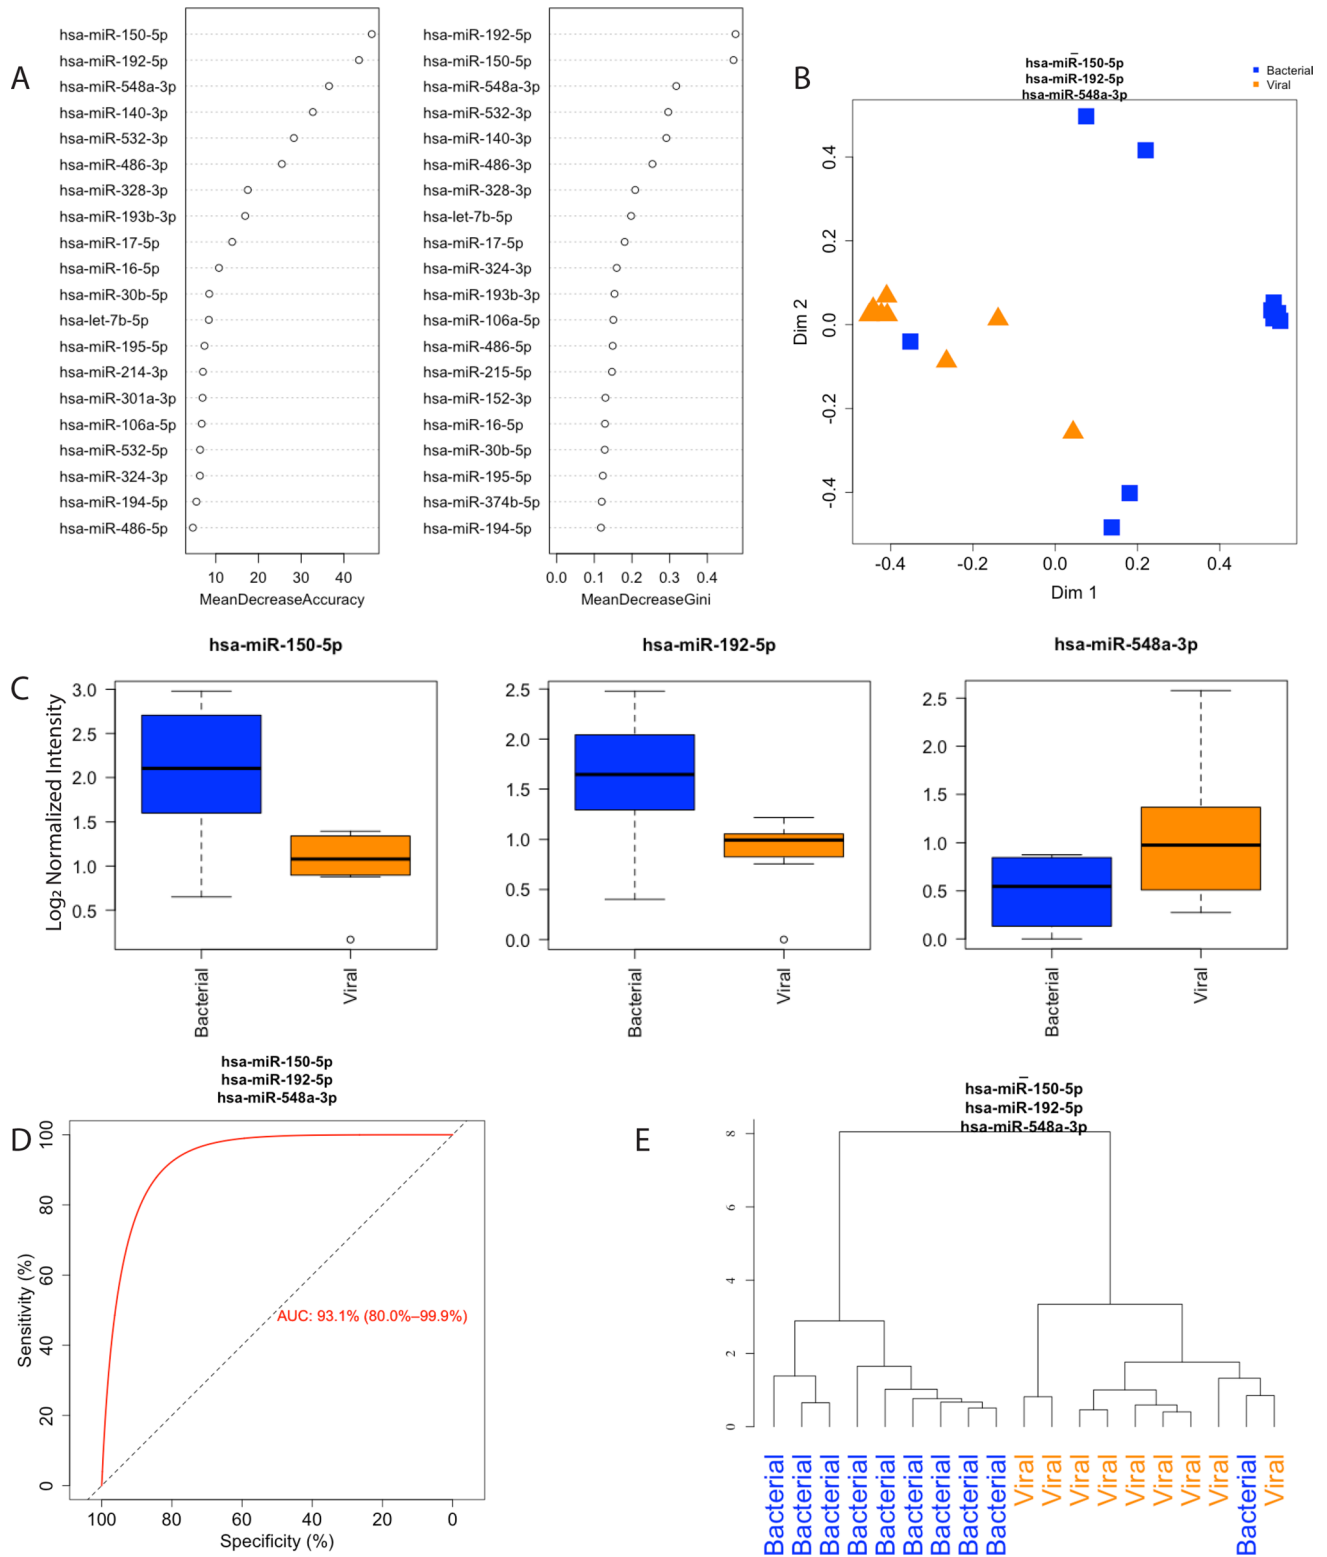 A
hsa-miR-150-5p
hsa-miR-192-5p
hsa-miR-548a-3p
hsa-miR-140-3p
hsa-miR-532-3p
hsa-miR-486-3p
hsa-miR-328-3p
hsa-miR-193b-3p
hsa-miR-17-5p
hsa-miR-16-5p
hsa-miR-30b-5p
hsa-let-7b-5p
hsa-miR-195-5p
hsa-miR-214-3p
hsa-miR-301a-3p
hsa-miR-106a-5p
hsa-miR-532-5p
hsa-miR-324-3p
hsa-miR-194-5p
hsa-miR-486-5p
10 20 30 40
MeanDecreaseAccuracy
hsa-miR-192-5p
hsa-miR-150-5p
hsa-miR-548a-3p
hsa-miR-532-3p
hsa-miR-140-3p
hsa-miR-486-3p
hsa-miR-328-3p
hsa-let-7b-5p
hsa-miR-17-5p
hsa-miR-324-3p
hsa-miR-193b-3p
hsa-miR-106a-5p
hsa-miR-486-5p
hsa-miR-215-5p
hsa-miR-152-3p
hsa-miR-16-5p
hsa-miR-30b-5p
hsa-miR-195-5p
hsa-miR-374b-5p
hsa-miR-194-5p
0.0 0.1 0.2 0.3 0.4
MeanDecreaseGini
B
hsa-miR-150-5p
hsa-miR-192-5p
hsa-miR-548a-3p
Bacterial
Viral
Dim 2
0.4
0.2
0.0
-0.2
-0.4
-0.4 -0.2 0.0 0.2 0.4
Dim 1
C
hsa-miR-150-5p
Log₂ Normalized Intensity
3.0
2.5
2.0
1.5
1.0
0.5
Bacterial
Viral
hsa-miR-192-5p
2.5
2.0
1.5
1.0
0.5
0.0
Bacterial
Viral
hsa-miR-548a-3p
2.5
2.0
1.5
1.0
0.5
0.0
Bacterial
Viral
D
hsa-miR-150-5p
hsa-miR-192-5p
hsa-miR-548a-3p
Sensitivity (%)
100
80
60
40
20
0
AUC: 93.1% (80.0%–99.9%)
100 80 60 40 20 0
Specificity (%)
E
hsa-miR-150-5p
hsa-miR-192-5p
hsa-miR-548a-3p
8
6
4
2
0
Bacterial
Bacterial
Bacterial
Bacterial
Bacterial
Bacterial
Bacterial
Bacterial
Bacterial
Viral
Viral
Viral
Viral
Viral
Viral
Viral
Viral
Bacterial
Viral